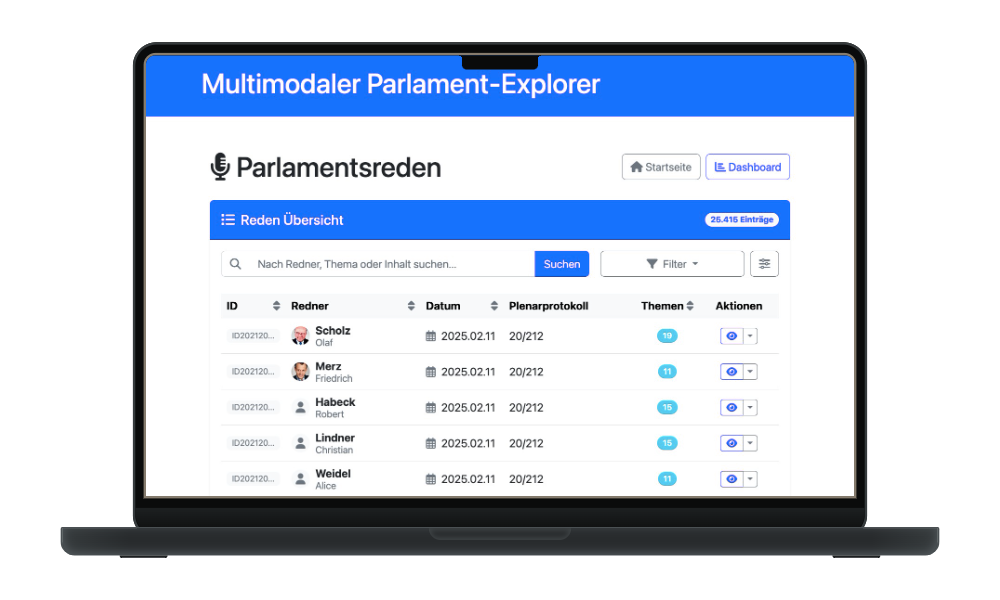 Multimodaler Parlament-Explorer
Parlamentsreden
Startseite
Dashboard
Reden Übersicht
25.415 Einträge
Nach Redner, Thema oder Inhalt suchen...
Suchen
Filter
ID Redner Datum Plenarprotokoll Themen Aktionen
ID202120... Scholz 2025.02.11 20/212 19
Olaf
ID202120... Merz 2025.02.11 20/212 11
Friedrich
ID202120... Habeck 2025.02.11 20/212 15
Robert
ID202120... Lindner 2025.02.11 20/212 15
Christian
ID202120... Weidel 2025.02.11 20/212 11
Alice